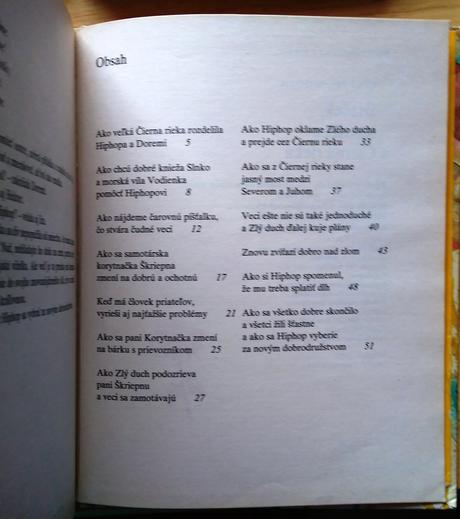 Obsah
Ako veľká Čierna rieka rozdelila
Hiphopa a Doremi 5
Ako chcú dobré knieža Slnko
a morská víla Vodienka
pomôcť Hiphopovi 8
Ako nájdeme čarovnú píšťalku,
čo stvára čudné veci 12
Ako sa samotárska
korytnačka Škriepna
zmení na dobrú a ochotnú 17
Keď má človek priateľov,
vyrieši aj najťažšie problémy 21
Ako sa pani Korytnačka zmení
na bárku s prievozníkom 25
Ako Zlý duch podozrieva
pani Škriepnu
a veci sa zamotávajú 27
Ako Hiphop oklame Zlého ducha
a prejde cez Čiernu rieku 33
Ako sa z Čiernej rieky stane
jasný most medzi
Severom a Juhom 37
Veci ešte nie sú také jednoduché
a Zlý duch ďalej kuje plány 40
Znovu zvíťazí dobro nad zlom 43
Ako si Hiphop spomenul,
že mu treba splatiť dlh 48
Ako sa všetko dobre skončilo
a všetci žili šťastne
a ako sa Hiphop vyberie
za novým dobrodružstvom 51